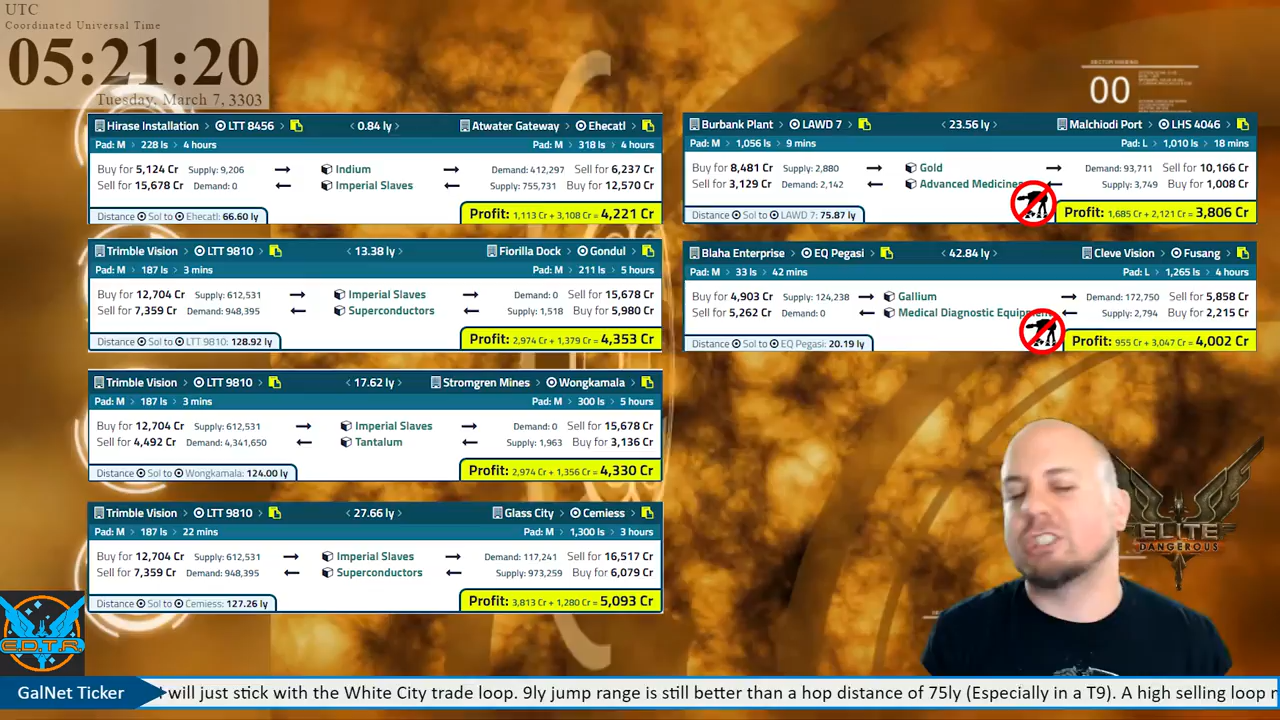 UTC
Coordinated Universal Time
05:21:20
Tuesday, March 7, 3303
00
Hirase Installation > LTT 8456 > < 0.84 ly > Atwater Gateway > Ehecatl >
Pad: M > 228 ls > 4 hours Pad: M > 318 ls > 4 hours
Buy for 5,124 Cr Supply: 9,206 Indium Demand: 412,297 Sell for 6,237 Cr
Sell for 15,678 Cr Demand: 0 Imperial Slaves Supply: 755,731 Buy for 12,570 Cr
Distance Sol to Ehecatl: 66.60 ly Profit: 1,113 Cr + 3,108 Cr = 4,221 Cr
Trimble Vision > LTT 9810 > < 13.38 ly > Fiorilla Dock > Gondul >
Pad: M > 187 ls > 3 mins Pad: M > 211 ls > 5 hours
Buy for 12,704 Cr Supply: 612,531 Imperial Slaves Demand: 0 Sell for 15,678 Cr
Sell for 7,359 Cr Demand: 948,395 Superconductors Supply: 1,518 Buy for 5,980 Cr
Distance Sol to LTT 9810: 128.92 ly Profit: 2,974 Cr + 1,379 Cr = 4,353 Cr
Trimble Vision > LTT 9810 > < 17.62 ly > Stromgren Mines > Wongkamala >
Pad: M > 187 ls > 3 mins Pad: M > 300 ls > 5 hours
Buy for 12,704 Cr Supply: 612,531 Imperial Slaves Demand: 0 Sell for 15,678 Cr
Sell for 4,492 Cr Demand: 4,341,650 Tantalum Supply: 1,963 Buy for 3,136 Cr
Distance Sol to Wongkamala: 124.00 ly Profit: 2,974 Cr + 1,356 Cr = 4,330 Cr
Trimble Vision > LTT 9810 > < 27.66 ly > Glass City > Cemiess >
Pad: M > 187 ls > 22 mins Pad: M > 1,300 ls > 3 hours
Buy for 12,704 Cr Supply: 612,531 Imperial Slaves Demand: 117,241 Sell for 16,517 Cr
Sell for 7,359 Cr Demand: 948,395 Superconductors Supply: 973,259 Buy for 6,079 Cr
Distance Sol to Cemiess: 127.26 ly Profit: 3,813 Cr + 1,280 Cr = 5,093 Cr
Burbank Plant > LAWD 7 > < 23.56 ly > Malchiodi Port > LHS 4046 >
Pad: M > 1,056 ls > 9 mins Pad: L > 1,010 ls > 18 mins
Buy for 8,481 Cr Supply: 2,880 Gold Demand: 93,711 Sell for 10,166 Cr
Sell for 3,129 Cr Demand: 2,142 Advanced Medicines Supply: 3,749 Buy for 1,008 Cr
Distance Sol to LAWD 7: 75.87 ly Profit: 1,685 Cr + 2,121 Cr = 3,806 Cr
Blaha Enterprise > EQ Pegasi > < 42.84 ly > Cleve Vision > Fusang >
Pad: M > 33 ls > 42 mins Pad: L > 1,265 ls > 4 hours
Buy for 4,903 Cr Supply: 124,238 Gallium Demand: 172,750 Sell for 5,858 Cr
Sell for 5,262 Cr Demand: 0 Medical Diagnostic Equipment Supply: 2,794 Buy for 2,215 Cr
Distance Sol to EQ Pegasi: 20.19 ly Profit: 955 Cr + 3,047 Cr = 4,002 Cr
ELITE
DANGEROUS
E.D.T.R.
GalNet Ticker will just stick with the White City trade loop. 9ly jump range is still better than a hop distance of 75ly (Especially in a T9). A high selling loop